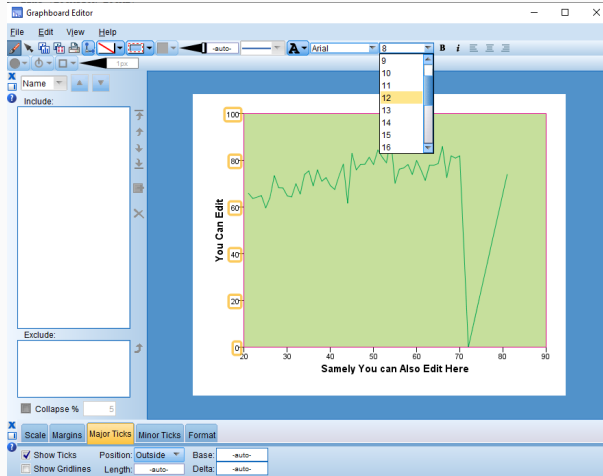 Graphboard Editor
File Edit View Help
-auto- A Arial 8 B i
1px
9
10
11
12
13
14
15
16
Name
Include:
Exclude:
Collapse % 5
100
80
60
40
20
0
You Can Edit
20 30 40 50 60 70 80 90
Samely You can Also Edit Here
Scale Margins Major Ticks Minor Ticks Format
Show Ticks Position: Outside Base: -auto-
Show Gridlines Length: -auto- Delta: -auto-